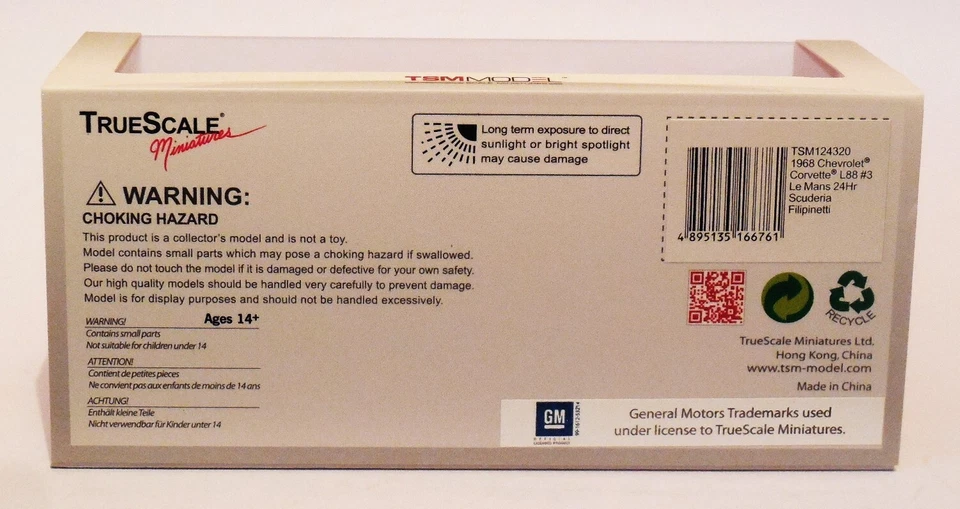 TSMMODEL
TRUESCALE®
Miniatures
Long term exposure to direct
sunlight or bright spotlight
may cause damage
TSM124320
1968 Chevrolet®
Corvette® L88 #3
Le Mans 24Hr
Scuderia
Filipinetti
4 895135 166761
WARNING:
CHOKING HAZARD
This product is a collector's model and is not a toy.
Model contains small parts which may pose a choking hazard if swallowed.
Please do not touch the model if it is damaged or defective for your own safety.
Our high quality models should be handled very carefully to prevent damage.
Model is for display purposes and should not be handled excessively.
Ages 14+
WARNING!
Contains small parts
Not suitable for children under 14
ATTENTION!
Contient de petites pieces
Ne convient pas aux enfants de moins de 14 ans
ACHTUNG!
Enthält kleine Teile
Nicht verwendbar für Kinder unter 14
RECYCLE
TrueScale Miniatures Ltd.
Hong Kong, China
www.tsm-model.com
Made in China
GM
OFFICIAL
General Motors Trademarks used
under license to TrueScale Miniatures.